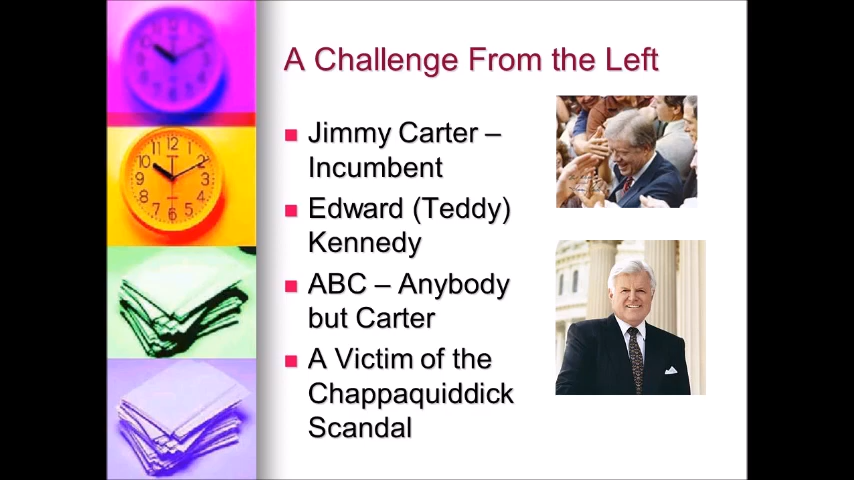 A Challenge From the Left
Jimmy Carter –
Incumbent
Edward (Teddy)
Kennedy
ABC – Anybody
but Carter
A Victim of the
Chappaquiddick
Scandal